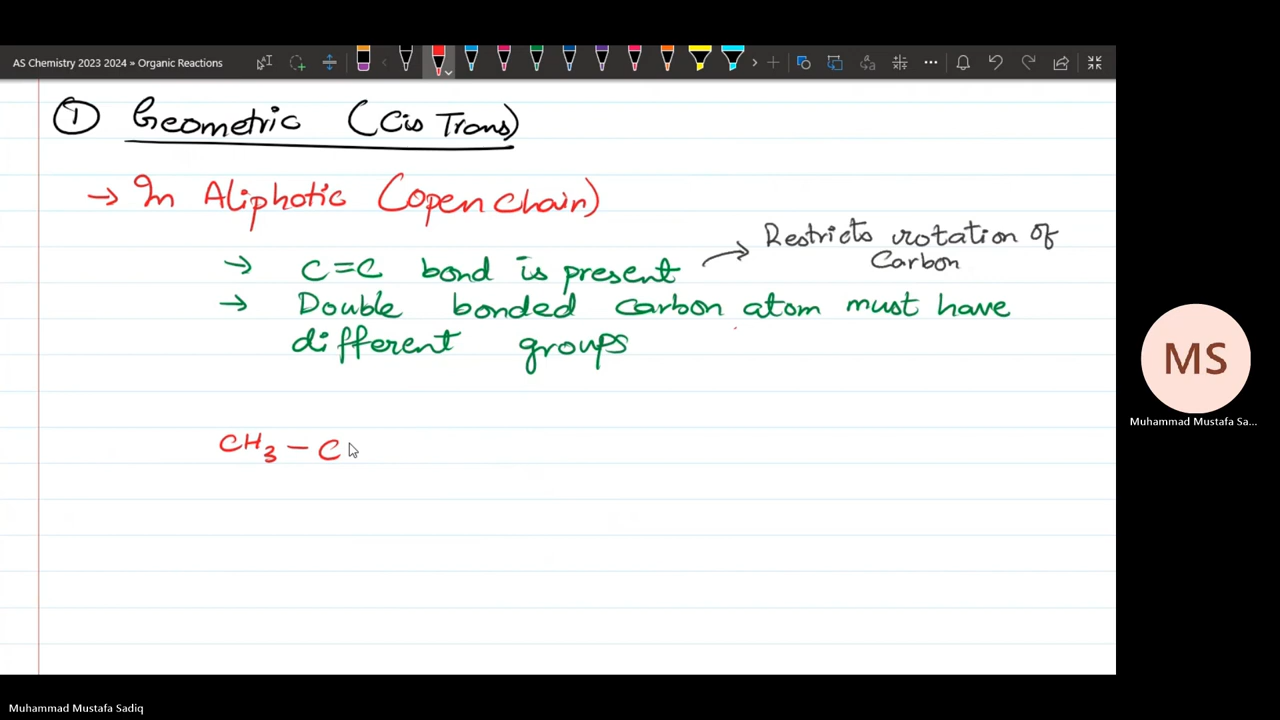 AS Chemistry 2023 2024 » Organic Reactions
① Geometric (Cis Trans)
→ In Aliphatic (Open Chain)
→ C=C bond is present
Restricts rotation of
Carbon
→ Double bonded carbon atom must have
different groups
CH₃ – C
MS
Muhammad Mustafa Sa...
Muhammad Mustafa Sadiq